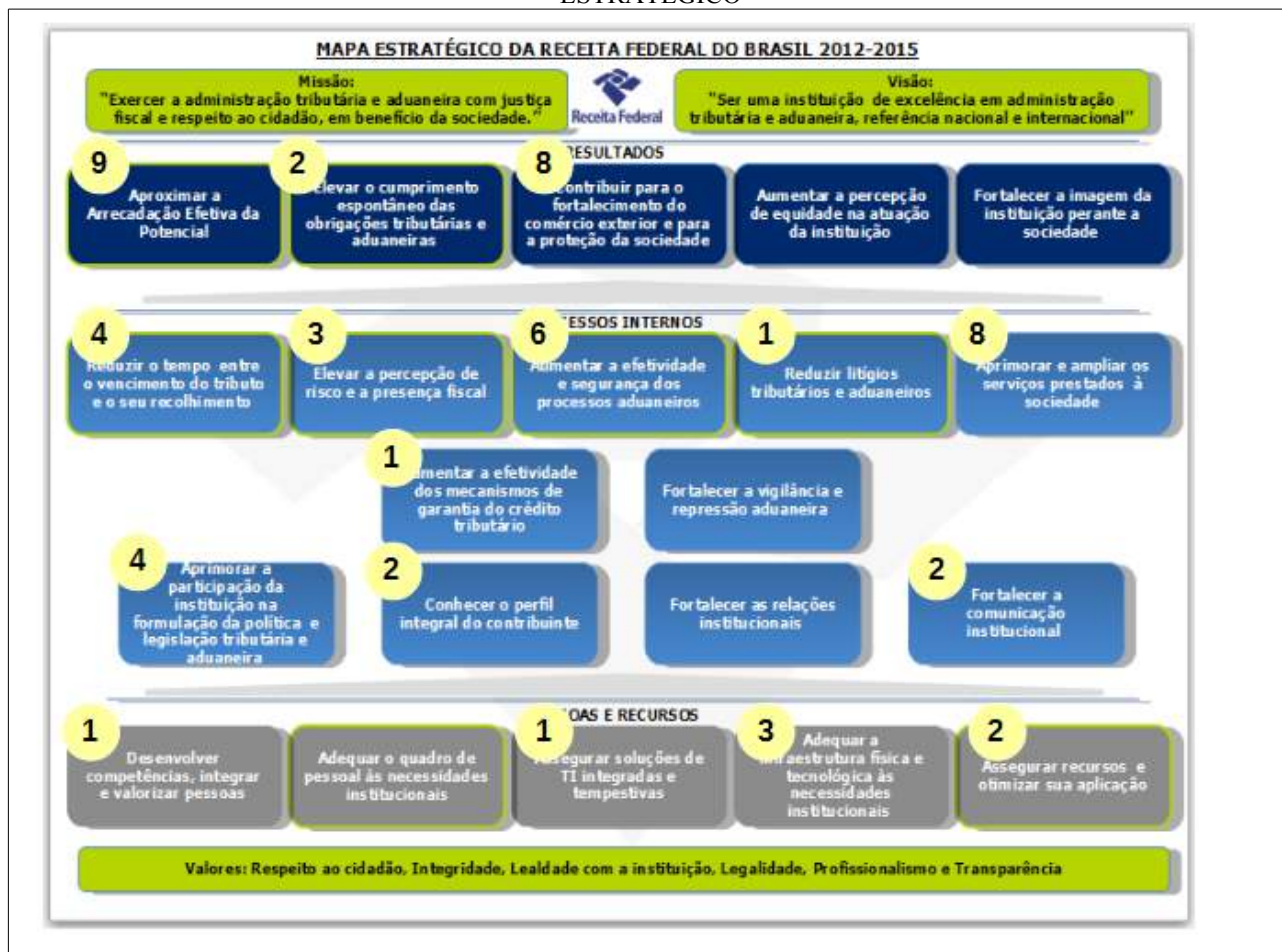 ESTRATÉGICO
MAPA ESTRATÉGICO DA RECEITA FEDERAL DO BRASIL 2012-2015
Missão:
"Exercer a administração tributária e aduaneira com justiça
fiscal e respeito ao cidadão, em benefício da sociedade."
Receita Federal
Visão:
"Ser uma instituição de excelência em administração
tributária e aduaneira, referência nacional e internacional"
RESULTADOS
9
Aproximar a
Arrecadação Efetiva da
Potencial
2
Elevar o cumprimento
espontâneo das
obrigações tributárias e
aduaneiras
8
Contribuir para o
fortalecimento do
comércio exterior e para
a proteção da sociedade
Aumentar a percepção
de equidade na atuação
da instituição
Fortalecer a imagem da
instituição perante a
sociedade
CESSOS INTERNOS
4
Reduzir o tempo entre
o vencimento do tributo
e o seu recolhimento
3
Elevar a percepção de
risco e a presença fiscal
6
Aumentar a efetividade
e segurança dos
processos aduaneiros
1
Reduzir litígios
tributários e aduaneiros
8
Aprimorar e ampliar os
serviços prestados à
sociedade
1
umentar a efetividade
dos mecanismos de
garantia do crédito
tributário
Fortalecer a vigilância e
repressão aduaneira
4
Aprimorar a
participação da
instituição na
formulação da política e
legislação tributária e
aduaneira
2
Conhecer o perfil
integral do contribuinte
Fortalecer as relações
institucionais
2
Fortalecer a
comunicação
institucional
OAS E RECURSOS
1
Desenvolver
competências, integrar
e valorizar pessoas
Adequar o quadro de
pessoal às necessidades
institucionais
1
Assegurar soluções de
TI integradas e
tempestivas
3
Adequar a
infraestrutura física e
tecnológica às
necessidades
institucionais
2
Assegurar recursos e
otimizar sua aplicação
Valores: Respeito ao cidadão, Integridade, Lealdade com a instituição, Legalidade, Profissionalismo e Transparência